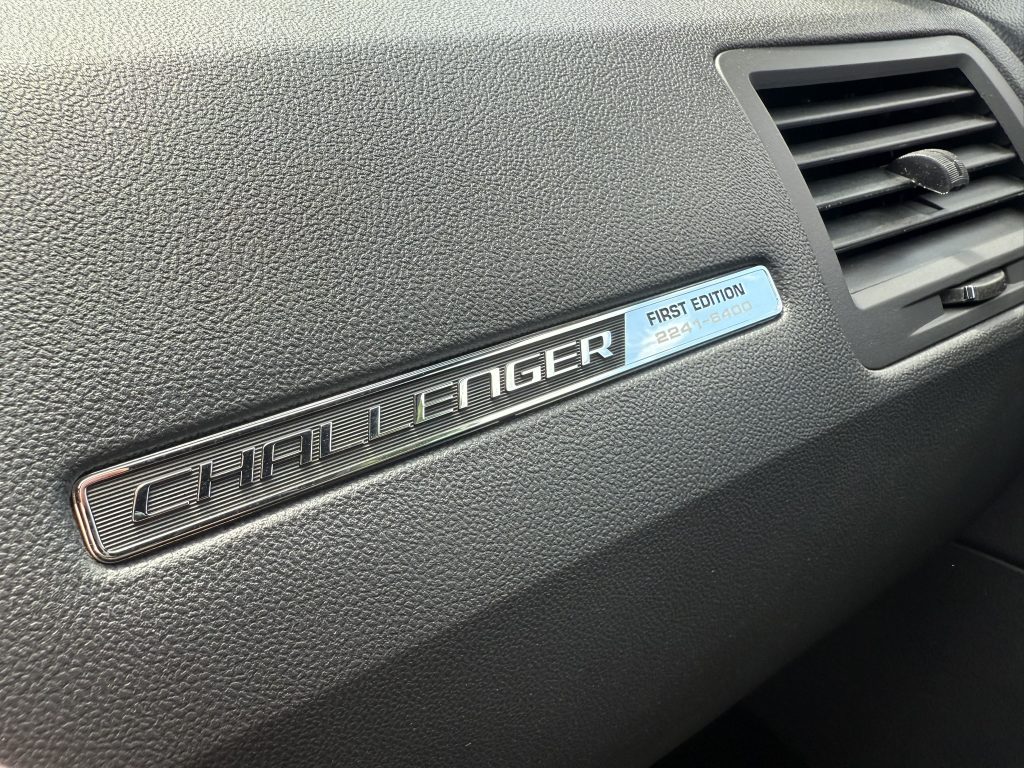 CHALLENGER
FIRST EDITION
2241-6400